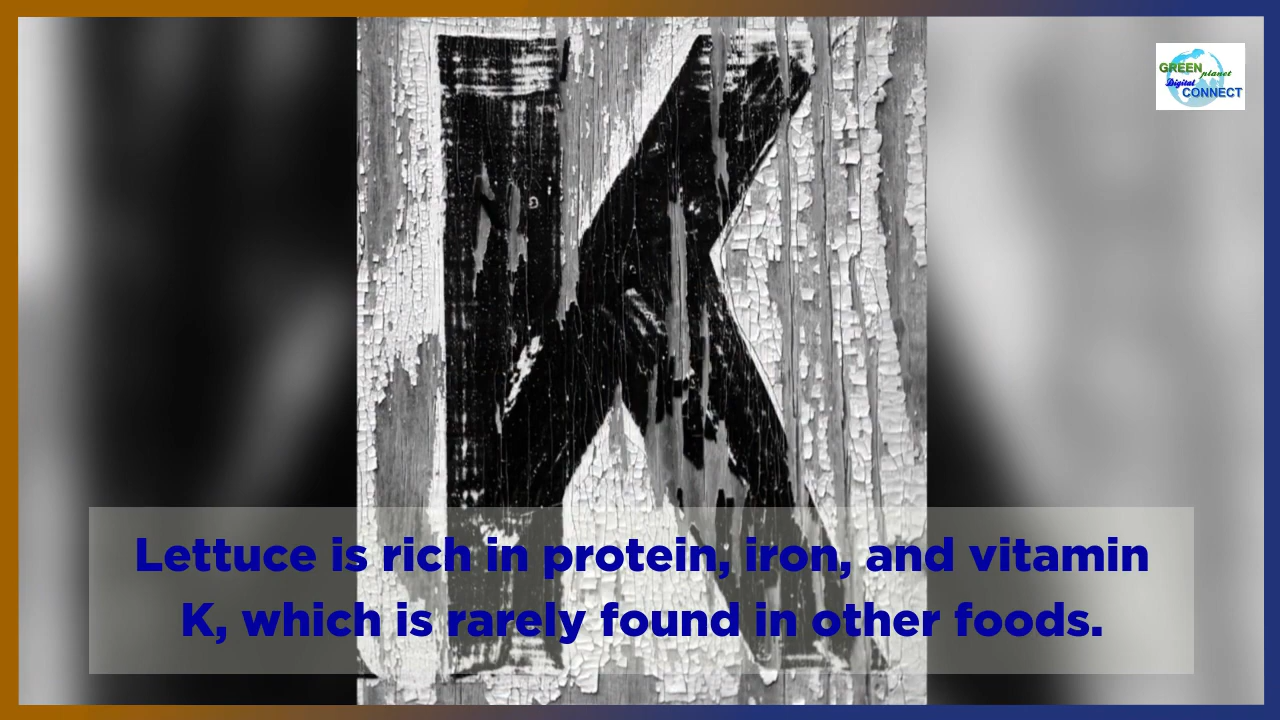 GREEN planet
Digital
CONNECT
K
Lettuce is rich in protein, iron, and vitamin
K, which is rarely found in other foods.